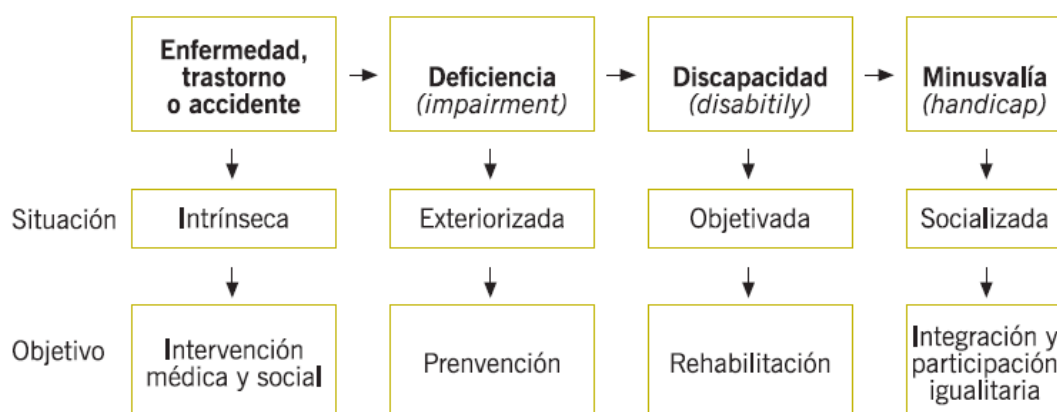 Enfermedad,
trastorno
o accidente
Deficiencia
(impairment)
Discapacidad
(disabitily)
Minusvalía
(handicap)
Situación
Intrínseca
Exteriorizada
Objetivada
Socializada
Objetivo
Intervención
médica y social
Prenvención
Rehabilitación
Integración y
participación
igualitaria